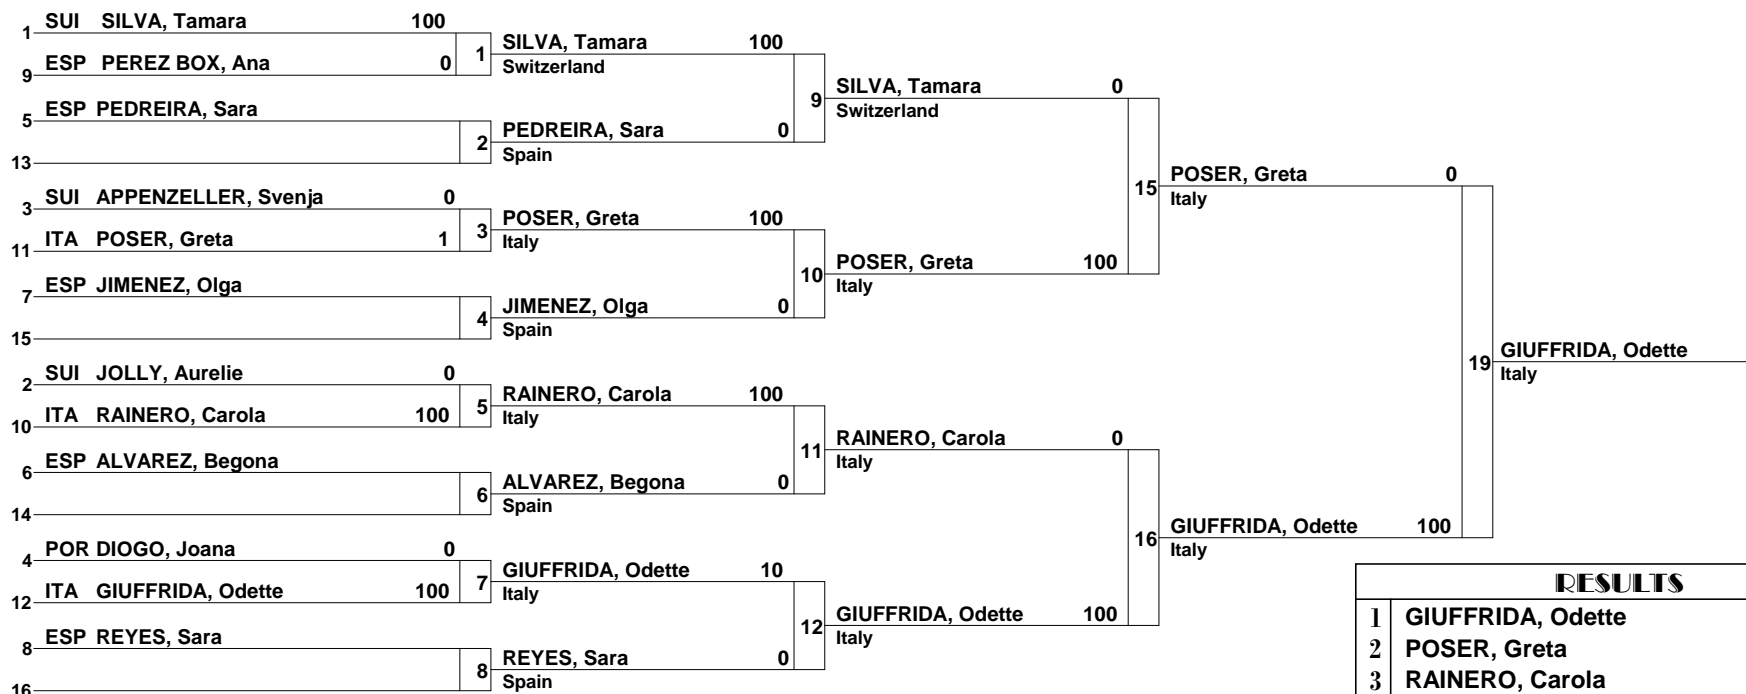 1 SUI SILVA, Tamara 100
9 ESP PEREZ BOX, Ana 0
1
5 ESP PEDREIRA, Sara
13
2
3 SUI APPENZELLER, Svenja 0
11 ITA POSER, Greta 1
3
7 ESP JIMENEZ, Olga
15
4
2 SUI JOLLY, Aurelie 0
10 ITA RAINERO, Carola 100
5
6 ESP ALVAREZ, Begona
14
6
4 POR DIOGO, Joana 0
12 ITA GIUFFRIDA, Odette 100
7
8 ESP REYES, Sara
16
8
SILVA, Tamara 100
Switzerland
9
PEDREIRA, Sara 0
Spain
POSER, Greta 100
Italy
10
JIMENEZ, Olga 0
Spain
RAINERO, Carola 100
Italy
11
ALVAREZ, Begona 0
Spain
GIUFFRIDA, Odette 10
Italy
12
REYES, Sara 0
Spain
SILVA, Tamara 0
Switzerland
15
POSER, Greta 100
Italy
RAINERO, Carola 0
Italy
16
GIUFFRIDA, Odette 100
Italy
POSER, Greta 0
Italy
19
GIUFFRIDA, Odette 100
Italy
GIUFFRIDA, Odette
Italy
RESULTS
1 GIUFFRIDA, Odette
2 POSER, Greta
3 RAINERO, Carola